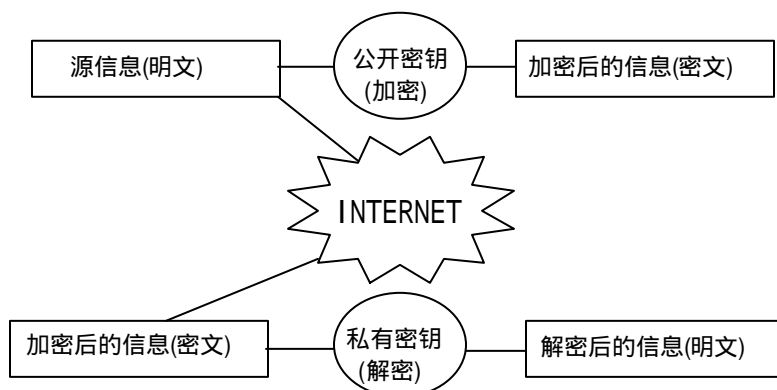 源信息(明文)
公开密钥
(加密)
加密后的信息(密文)
INTERNET
加密后的信息(密文)
私有密钥
(解密)
解密后的信息(明文)